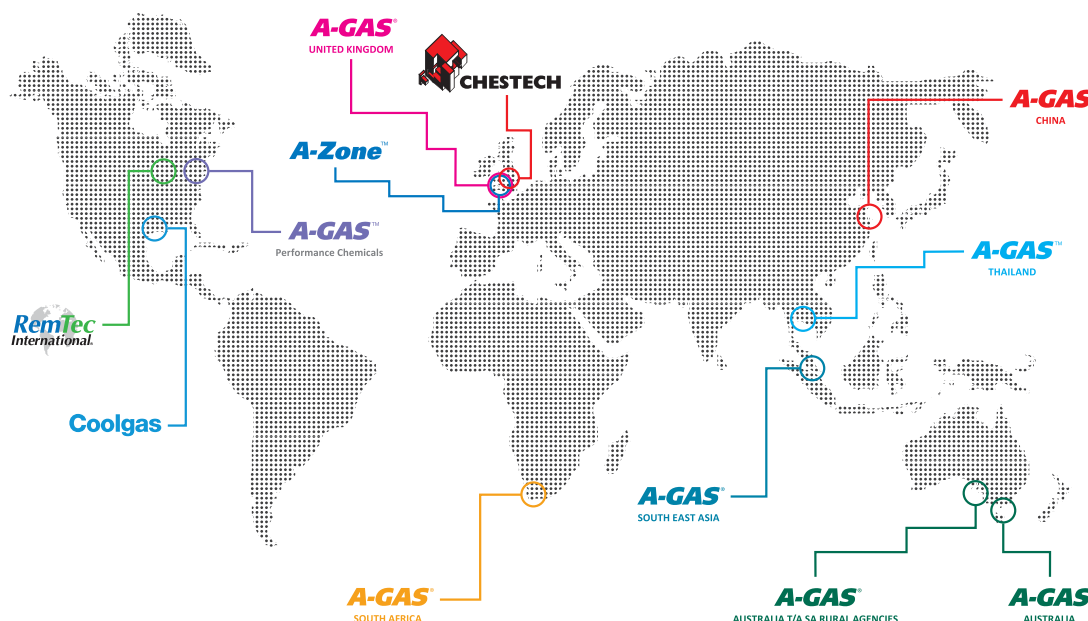 A-GAS®
UNITED KINGDOM
CHESTECH
A-GAS
CHINA
A-Zone™
A-GAS™
Performance Chemicals
A-GAS™
THAILAND
RemTec
International®
Coolgas
A-GAS®
SOUTH EAST ASIA
A-GAS®
SOUTH AFRICA
A-GAS®
AUSTRALIA T/A SA RURAL AGENCIES
A-GAS
AUSTRALIA